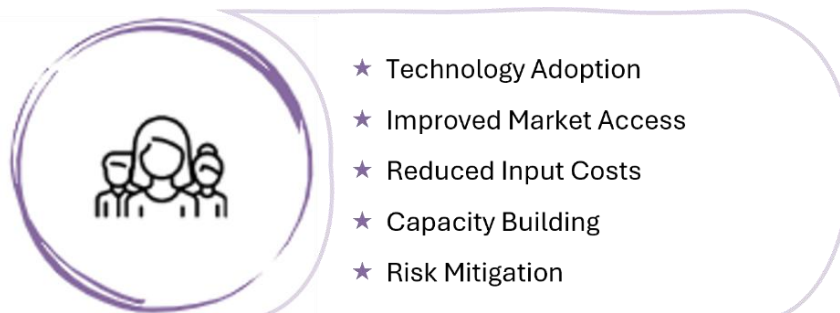 ★ Technology Adoption
★ Improved Market Access
★ Reduced Input Costs
★ Capacity Building
★ Risk Mitigation